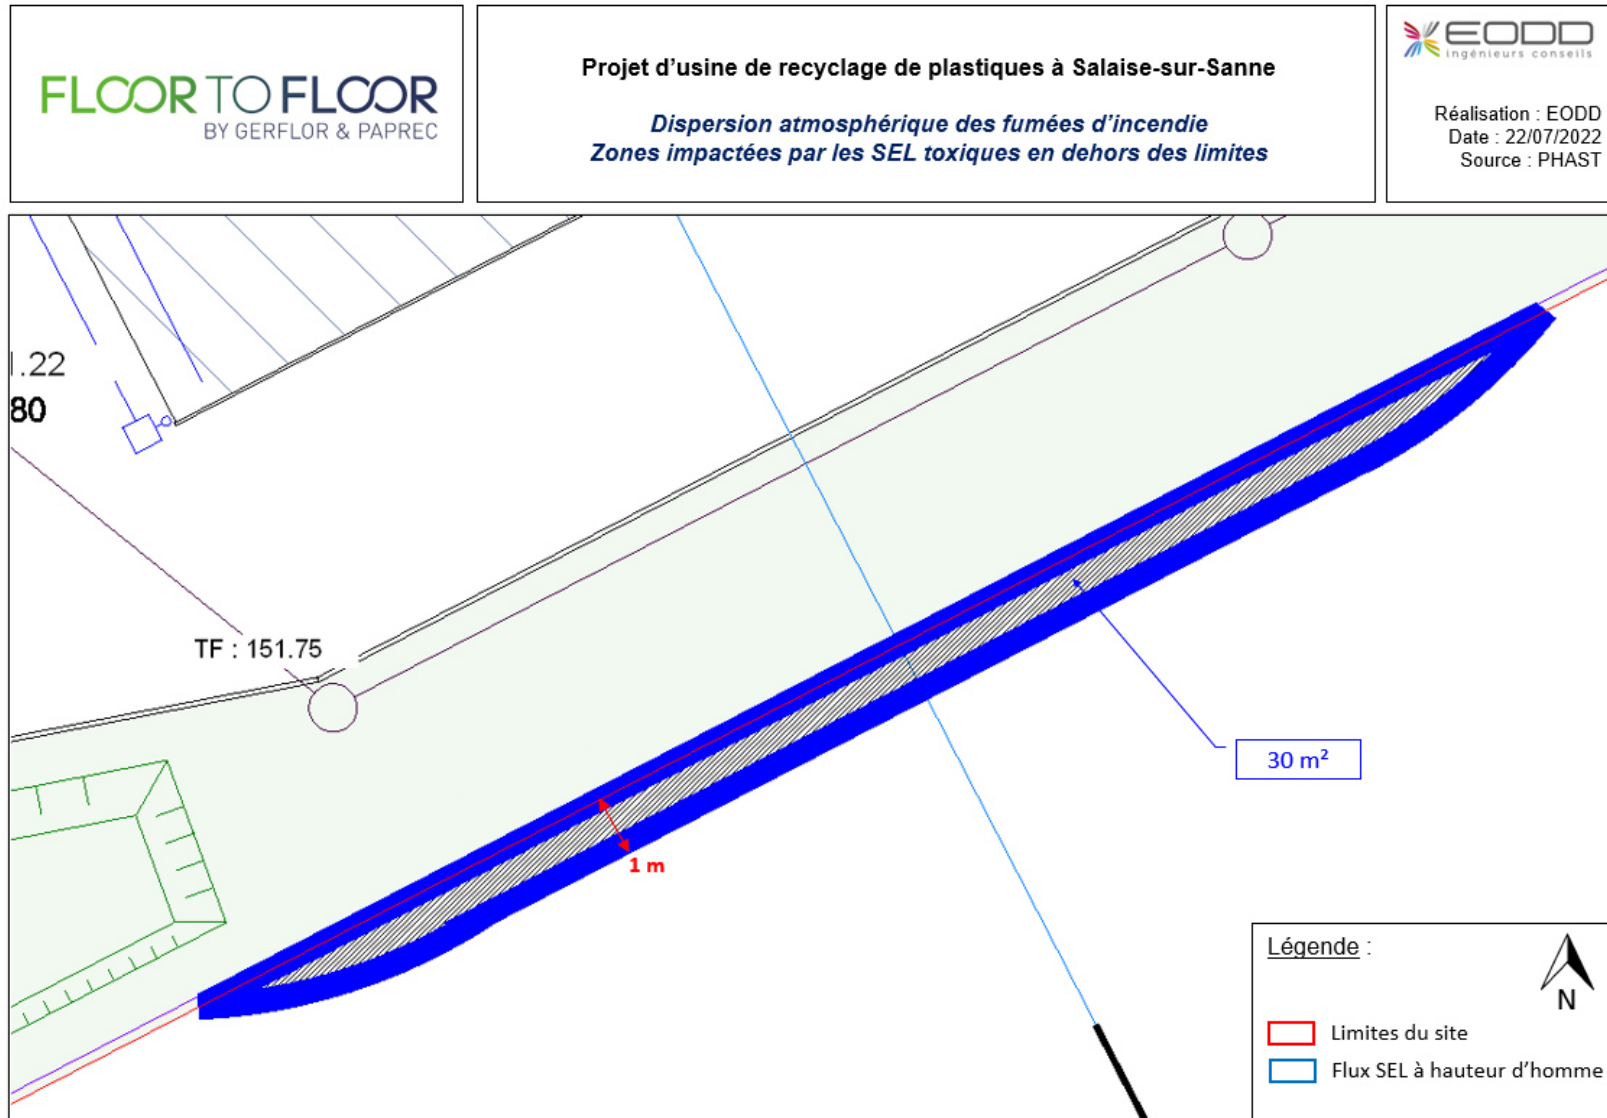 FLOOR TO FLOOR
BY GERFLOR & PAPREC
Projet d'usine de recyclage de plastiques à Salaise-sur-Sanne
Dispersion atmosphérique des fumées d'incendie
Zones impactées par les SEL toxiques en dehors des limites
EODD
ingénieurs conseils
Réalisation : EODD
Date : 22/07/2022
Source : PHAST
.22
80
TF : 151.75
30 m²
1 m
Légende :
N
Limites du site
Flux SEL à hauteur d'homme